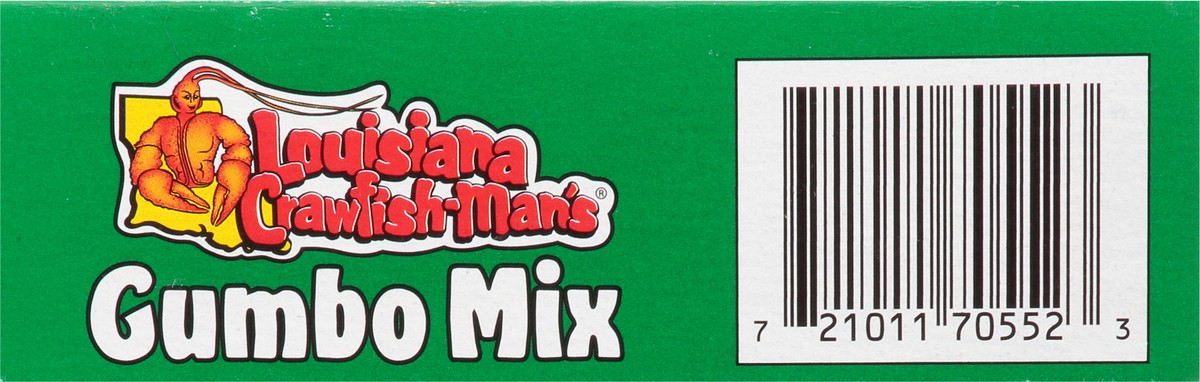 Louisiana
Crawfish-Man's®
Gumbo Mix
7 21011 70552 3